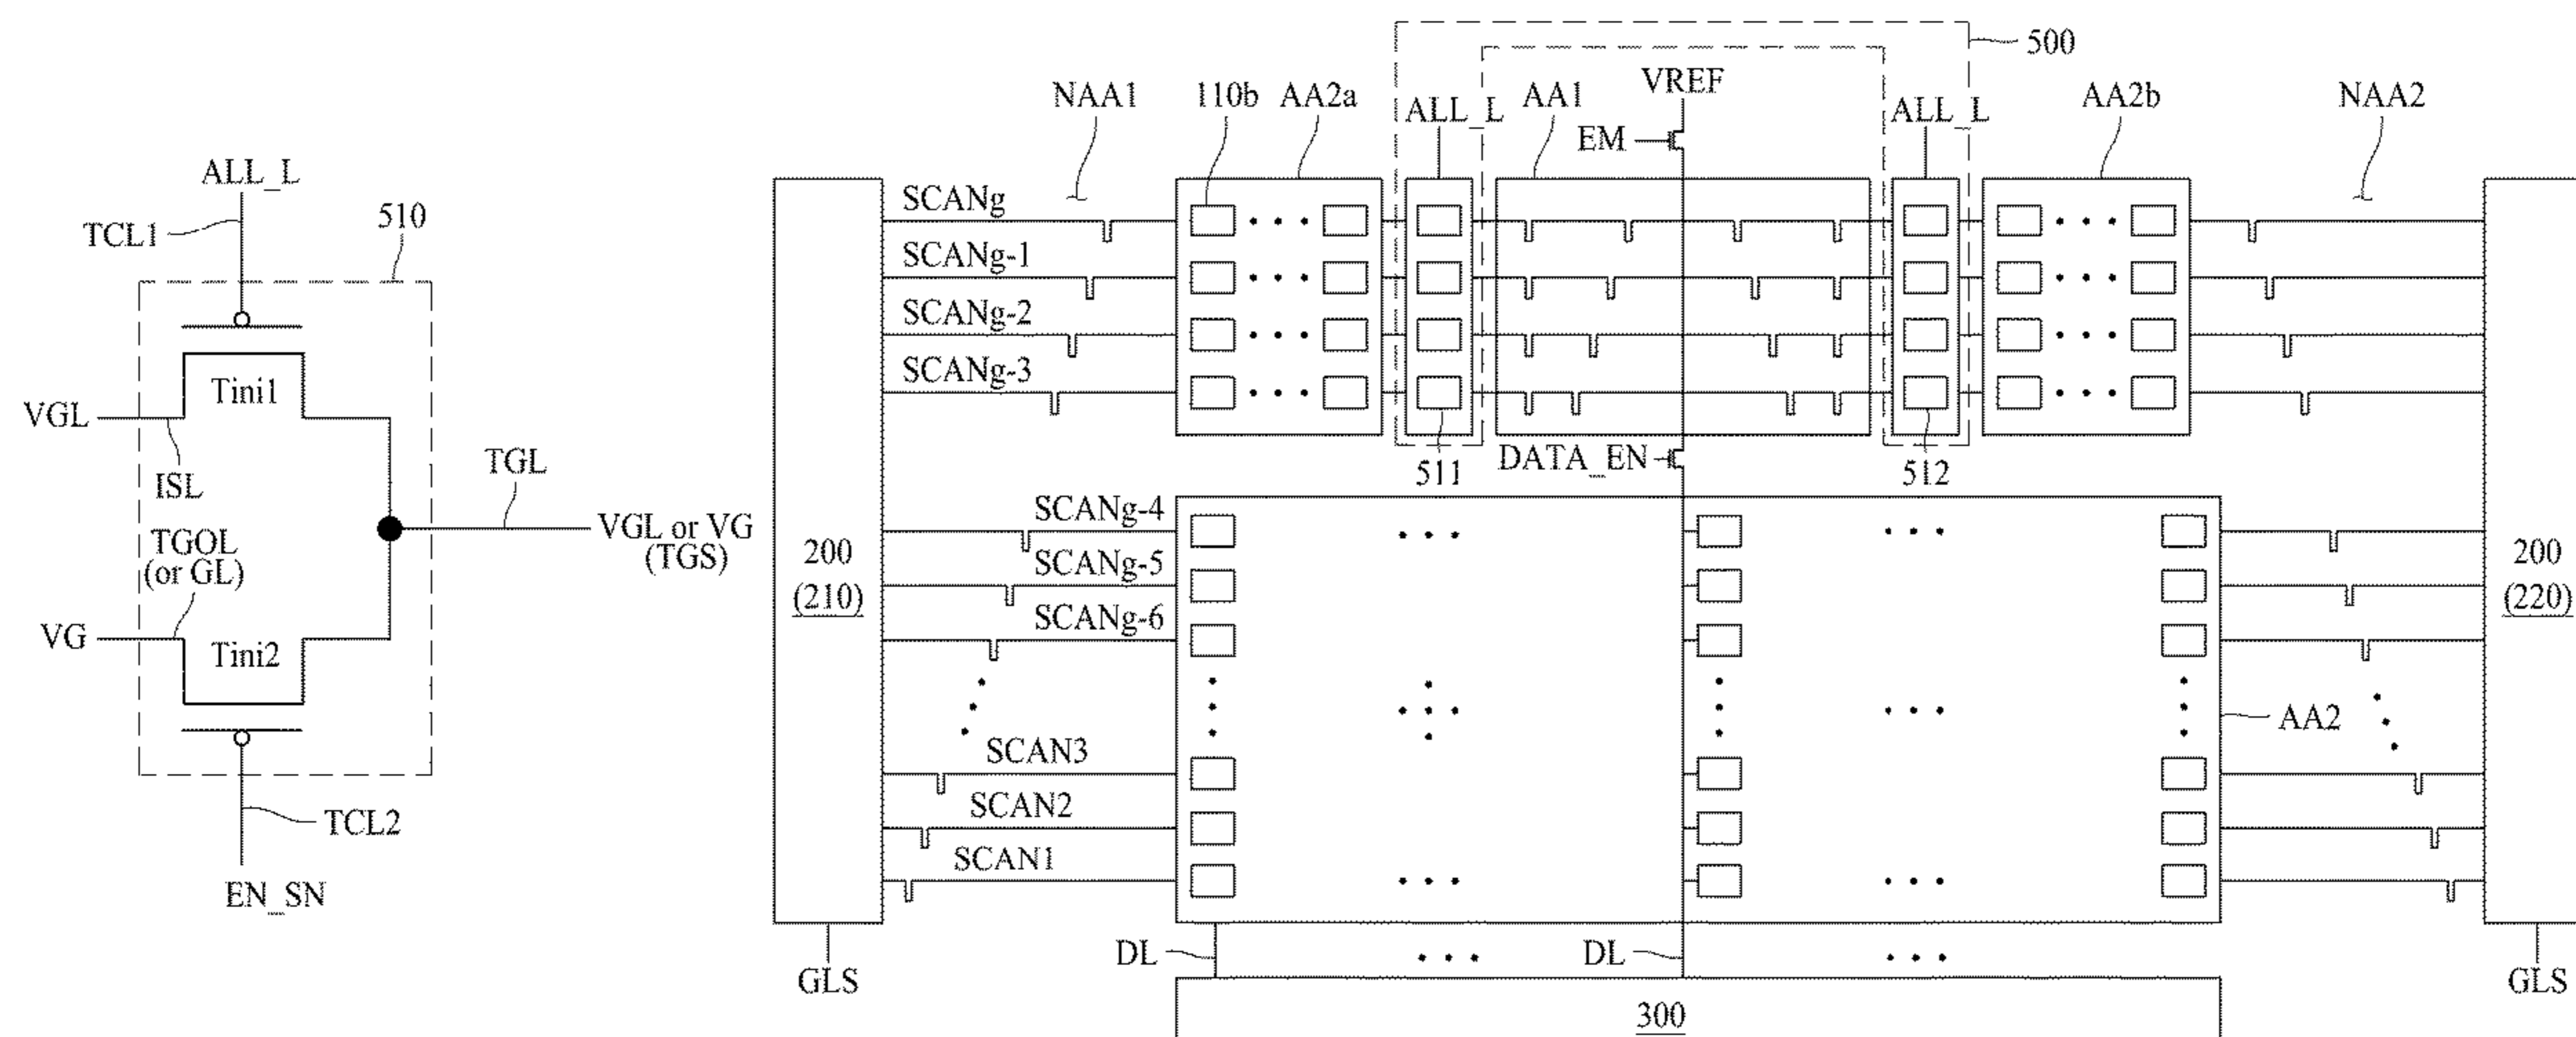 ALL_L
TCL1
510
Tini1
VGL
ISL
TGL
TGOL
(or GL)
VGL or VG
(TGS)
VG
Tini2
TCL2
EN_SN
500
NAA1
110b
AA2a
ALL_L
AA1
VREF
EM
ALL_L
AA2b
NAA2
SCANg
SCANg-1
SCANg-2
SCANg-3
511
DATA_EN
512
SCANg-4
SCANg-5
SCANg-6
200
(210)
200
(220)
AA2
SCAN3
SCAN2
SCAN1
DL
DL
GLS
GLS
300